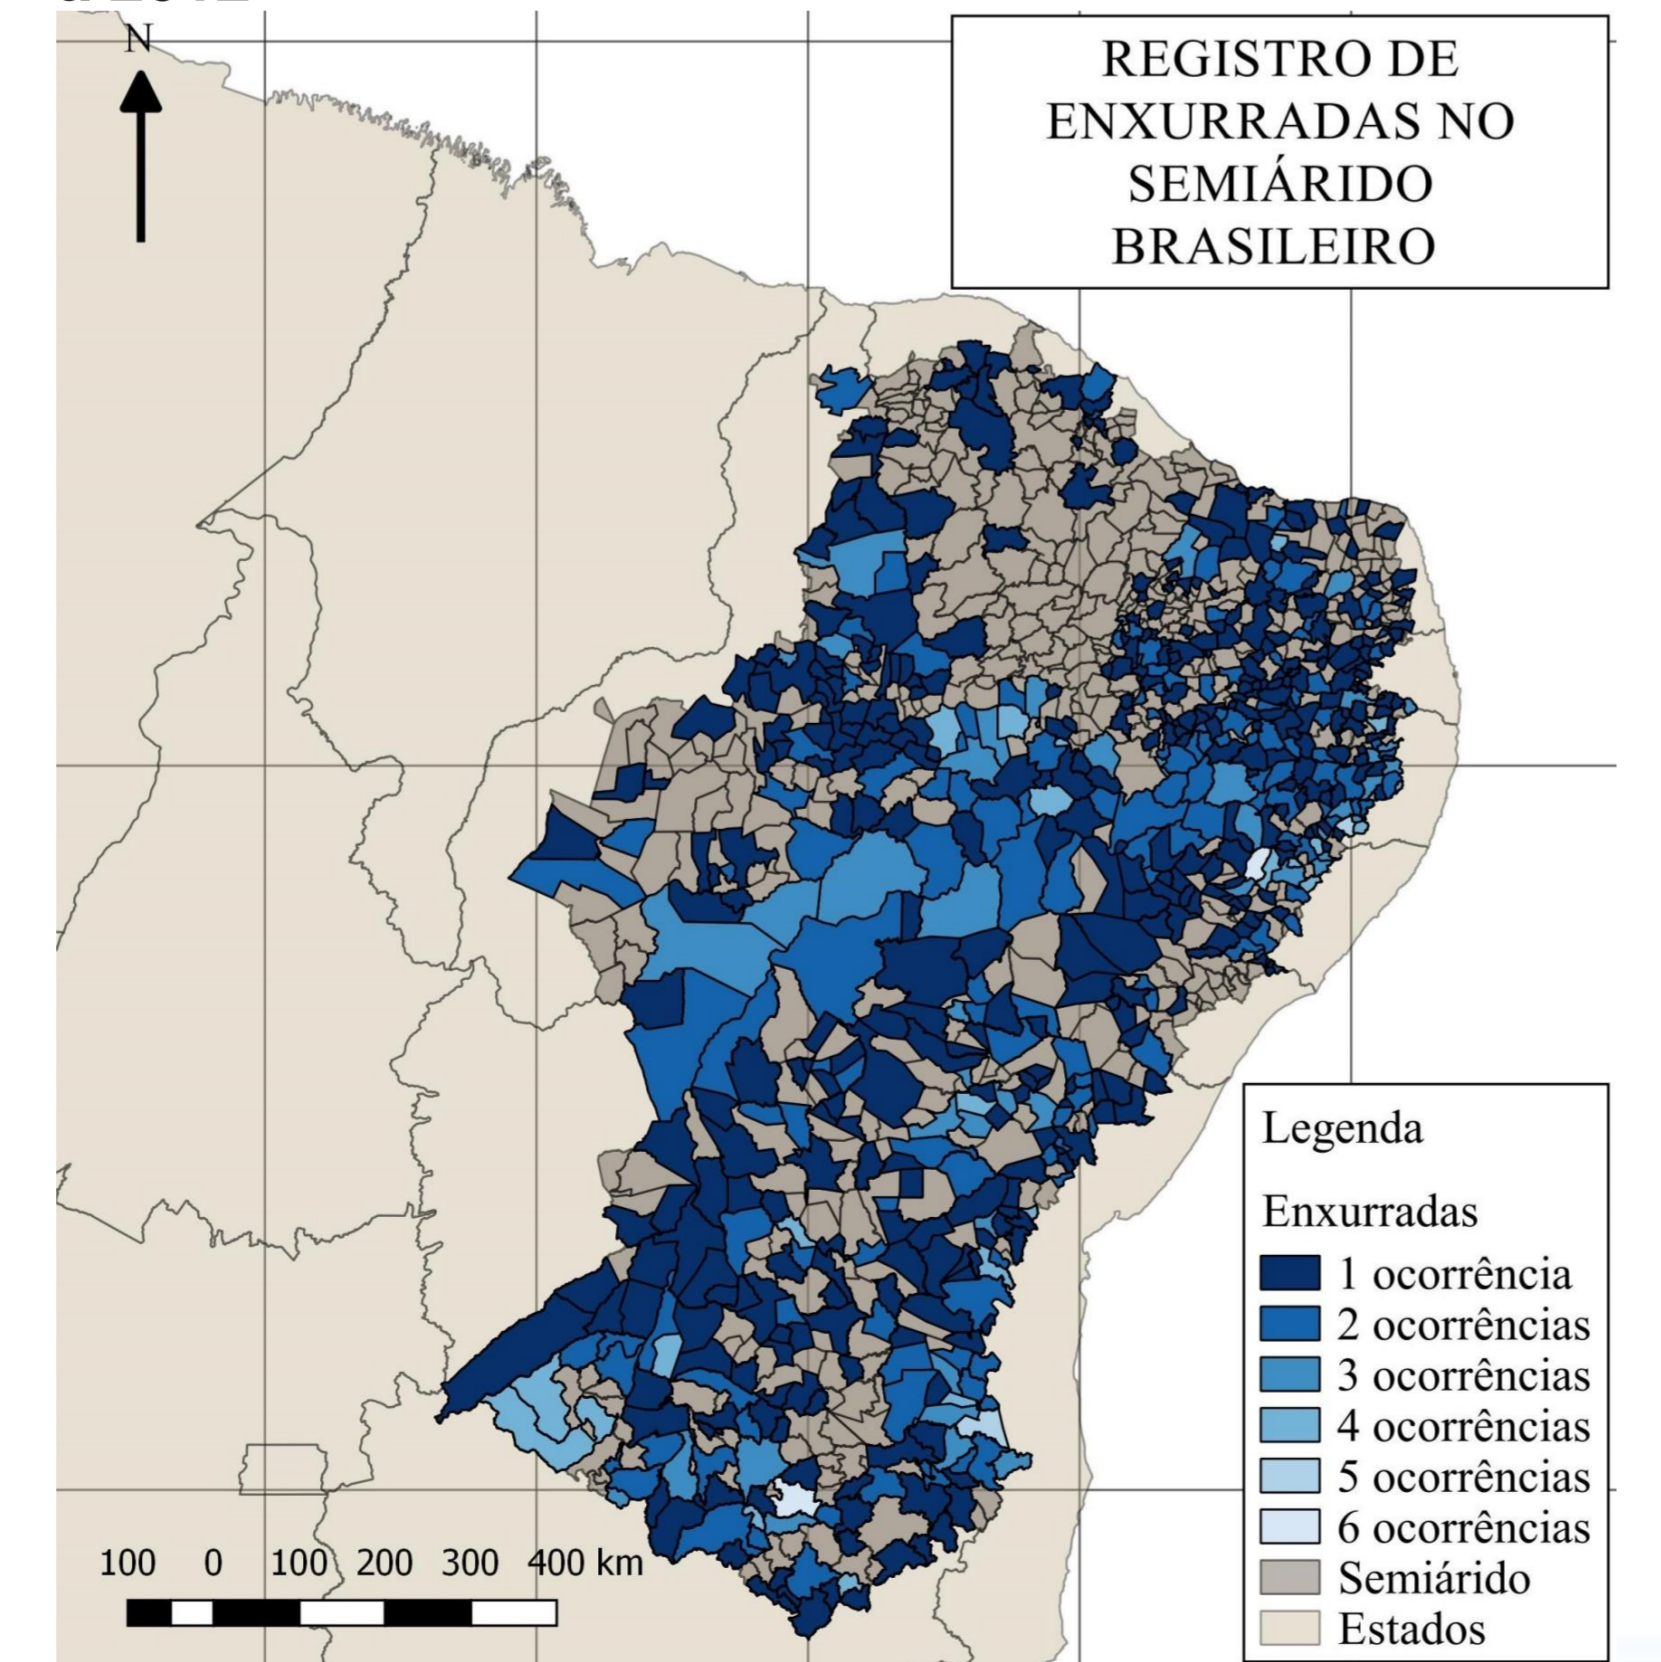 N
REGISTRO DE
ENXURRADAS NO
SEMIÁRIDO
BRASILEIRO
Legenda
Enxurradas
1 ocorrência
2 ocorrências
3 ocorrências
4 ocorrências
5 ocorrências
6 ocorrências
Semiárido
Estados
100 0 100 200 300 400 km